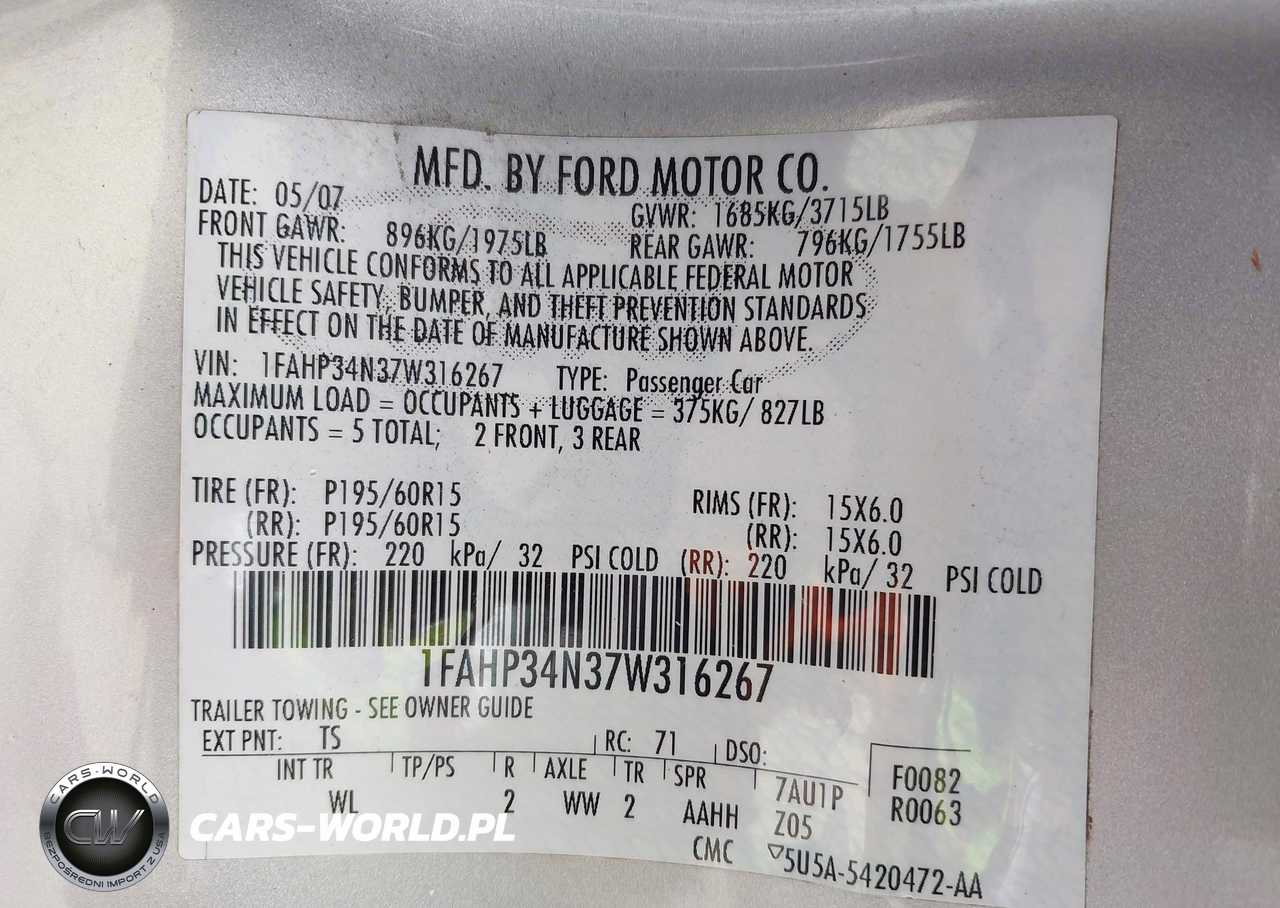 MFD. BY FORD MOTOR CO.
DATE: 05/07 GVWR: 1685KG/3715LB
FRONT GAWR: 896KG/1975LB REAR GAWR: 796KG/1755LB
THIS VEHICLE CONFORMS TO ALL APPLICABLE FEDERAL MOTOR
VEHICLE SAFETY, BUMPER, AND THEFT PREVENTION STANDARDS
IN EFFECT ON THE DATE OF MANUFACTURE SHOWN ABOVE.
VIN: 1FAHP34N37W316267 TYPE: Passenger Car
MAXIMUM LOAD = OCCUPANTS + LUGGAGE = 375KG/ 827LB
OCCUPANTS = 5 TOTAL; 2 FRONT, 3 REAR
TIRE (FR): P195/60R15 RIMS (FR): 15X6.0
(RR): P195/60R15 (RR): 15X6.0
PRESSURE (FR): 220 kPa/ 32 PSI COLD (RR): 220 kPa/ 32 PSI COLD
1FAHP34N37W316267
TRAILER TOWING - SEE OWNER GUIDE
EXT PNT: TS RC: 71 DSO:
INT TR TP/PS R AXLE TR SPR 7AU1P F0082
WL 2 WW 2 AAHH Z05 R0063
CMC ▽5U5A-5420472-AA
CARS-WORLD
CW
BEZPOŚREDNI IMPORT Z USA
CARS-WORLD.PL